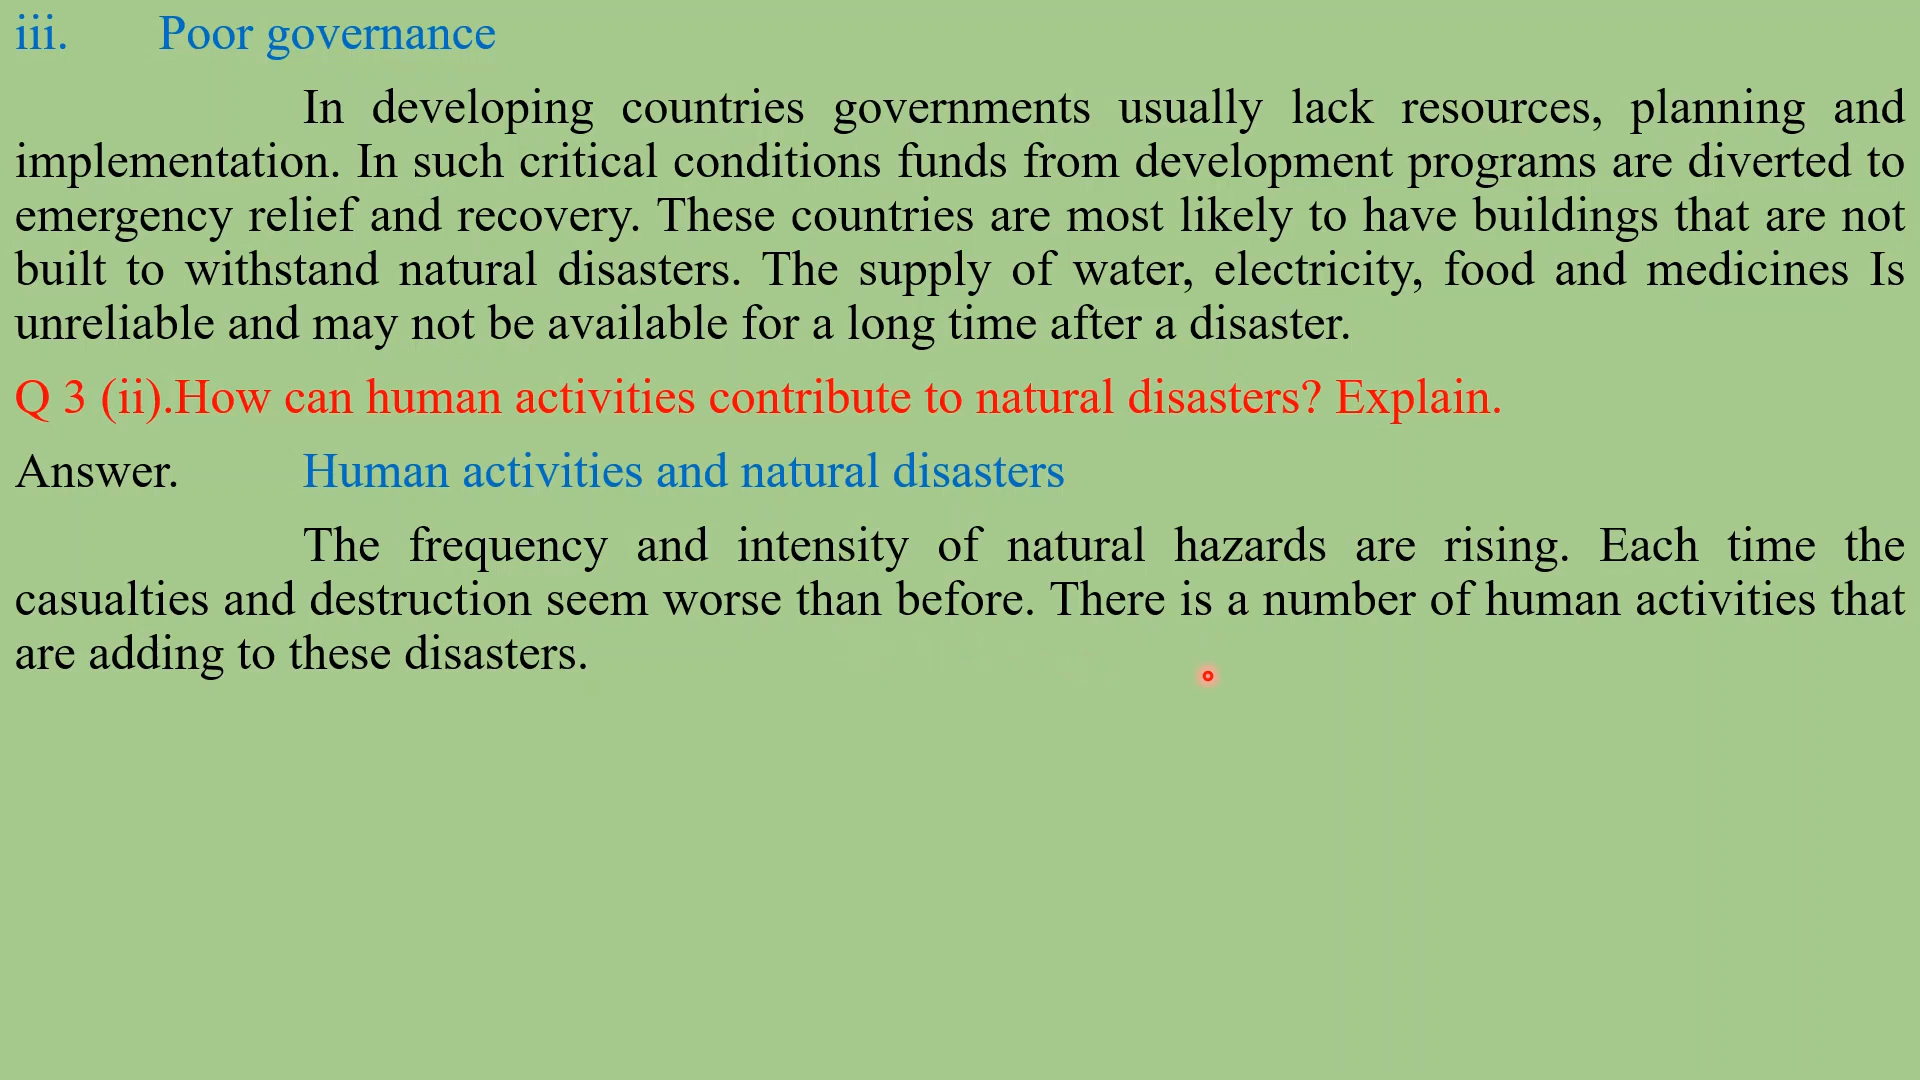 iii. Poor governance
In developing countries governments usually lack resources, planning and
implementation. In such critical conditions funds from development programs are diverted to
emergency relief and recovery. These countries are most likely to have buildings that are not
built to withstand natural disasters. The supply of water, electricity, food and medicines Is
unreliable and may not be available for a long time after a disaster.
Q 3 (ii).How can human activities contribute to natural disasters? Explain.
Answer. Human activities and natural disasters
The frequency and intensity of natural hazards are rising. Each time the
casualties and destruction seem worse than before. There is a number of human activities that
are adding to these disasters.